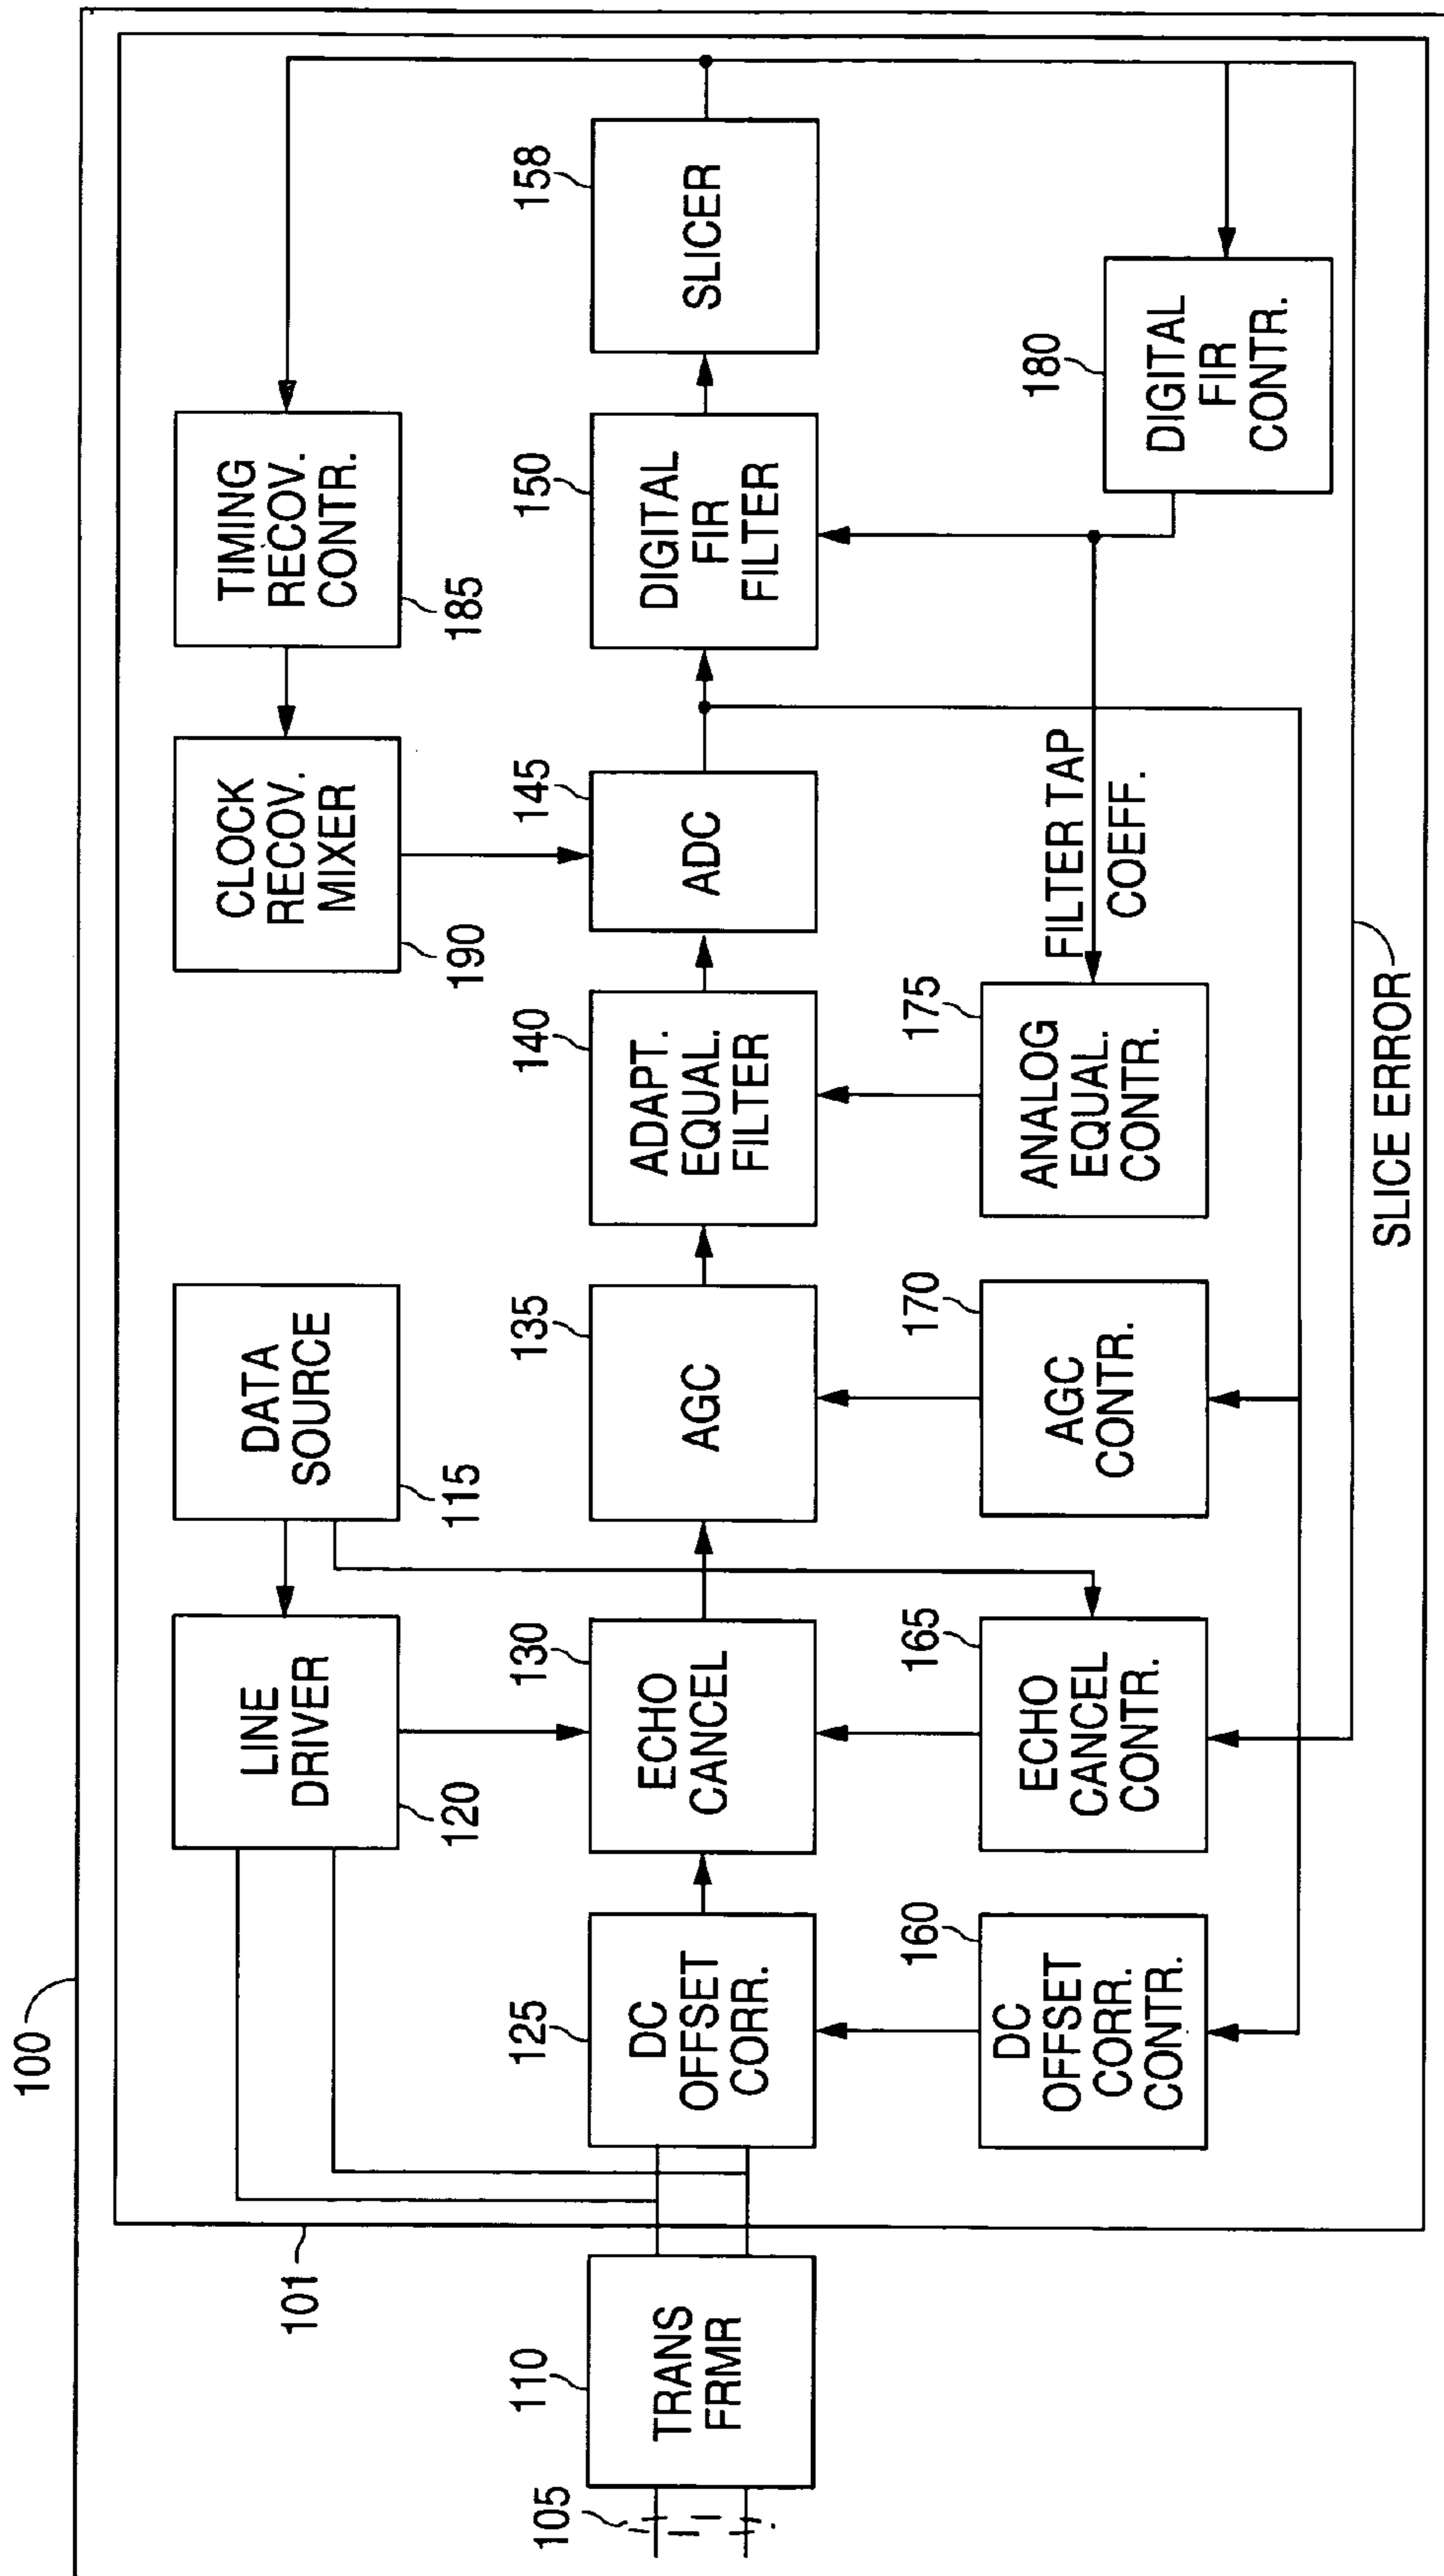 100
101
105
110
TRANS
FRMR
LINE
DRIVER
120
DATA
SOURCE
115
CLOCK
RECOV.
MIXER
190
TIMING
RECOV.
CONTR.
185
125
DC
OFFSET
CORR.
130
ECHO
CANCEL
135
AGC
140
ADAPT.
EQUAL.
FILTER
145
ADC
150
DIGITAL
FIR
FILTER
158
SLICER
160
DC
OFFSET
CORR.
CONTR.
165
ECHO
CANCEL
CONTR.
170
AGC
CONTR.
175
ANALOG
EQUAL.
CONTR.
FILTER TAP
COEFF.
180
DIGITAL
FIR
CONTR.
SLICE ERROR